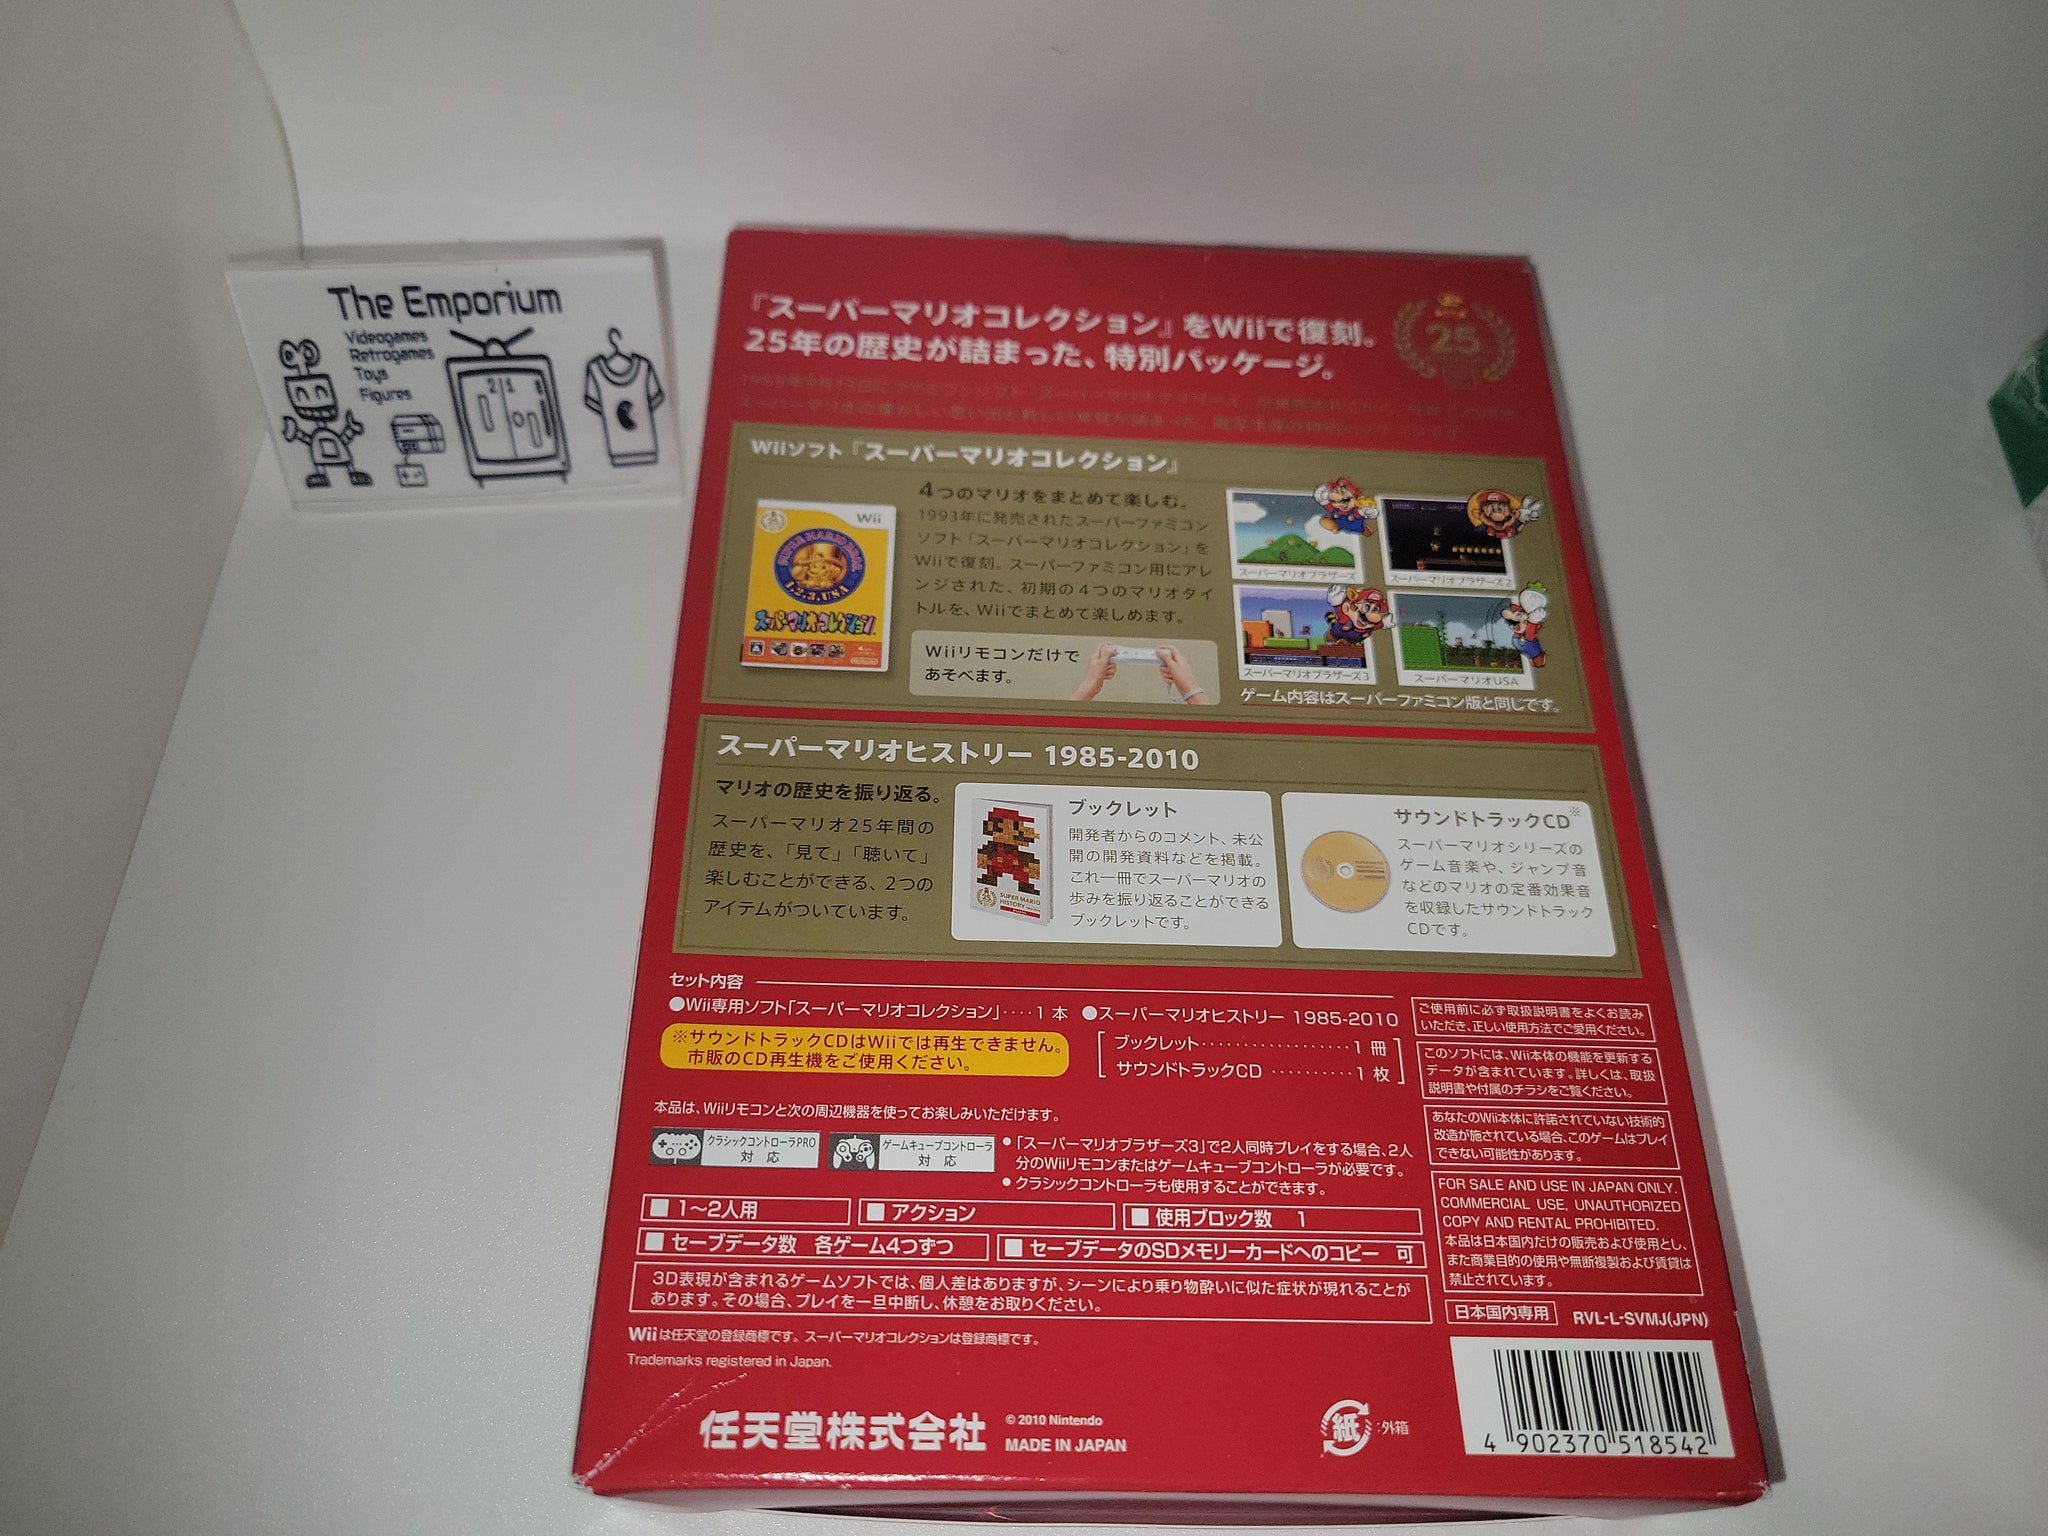 The Emporium
Videogames
Retrogames
Toys
Figures
『スーパーマリオコレクション』をWiiで復刻。
25年の歴史が詰まった、特別パッケージ。
25
Wiiソフト『スーパーマリオコレクション』
Wii
SUPER MARIO BROS.
1.2.3.USA
スーパーマリオコレクション
4つのマリオをまとめて楽しむ。
1993年に発売されたスーパーファミコン
ソフト「スーパーマリオコレクション」を
Wiiで復刻。スーパーファミコン用にアレ
ンジされた、初期の4つのマリオタイ
トルを、Wiiでまとめて楽しめます。
Wiiリモコンだけで
あそべます。
スーパーマリオブラザーズ
スーパーマリオブラザーズ2
スーパーマリオブラザーズ3
スーパーマリオUSA
ゲーム内容はスーパーファミコン版と同じです。
スーパーマリオヒストリー 1985-2010
マリオの歴史を振り返る。
スーパーマリオ25年間の
歴史を、「見て」「聴いて」
楽しむことができる、2つの
アイテムがついています。
SUPER MARIO
HISTORY
ブックレット
開発者からのコメント、未公
開の開発資料などを掲載。
これ一冊でスーパーマリオの
歩みを振り返ることができる
ブックレットです。
サウンドトラックCD※
スーパーマリオシリーズの
ゲーム音楽や、ジャンプ音
などのマリオの定番効果音
を収録したサウンドトラック
CDです。
セット内容
●Wii専用ソフト「スーパーマリオコレクション」‥‥1 本
●スーパーマリオヒストリー 1985-2010
ブックレット··················1 冊
サウンドトラックCD ··········1 枚
※サウンドトラックCDはWiiでは再生できません。
市販のCD再生機をご使用ください。
本品は、Wiiリモコンと次の周辺機器を使ってお楽しみいただけます。
クラシックコントローラPRO
対 応
ゲームキューブコントローラ
対 応
●「スーパーマリオブラザーズ3」で2人同時プレイをする場合、2人
分のWiiリモコンまたはゲームキューブコントローラが必要です。
●クラシックコントローラも使用することができます。
■ 1〜2人用
■ アクション
■ 使用ブロック数 1
■ セーブデータ数 各ゲーム4つずつ
■ セーブデータのSDメモリーカードへのコピー 可
3D表現が含まれるゲームソフトでは、個人差はありますが、シーンにより乗り物酔いに似た症状が現れることが
あります。その場合、プレイを一旦中断し、休憩をお取りください。
Wiiは任天堂の登録商標です。スーパーマリオコレクションは登録商標です。
Trademarks registered in Japan.
ご使用前に必ず取扱説明書をよくお読み
いただき、正しい使用方法でご愛用ください。
このソフトには、Wii本体の機能を更新する
データが含まれています。詳しくは、取扱
説明書や付属のチラシをご覧ください。
あなたのWii本体に許諾されていない技術的
改造が施されている場合、このゲームはプレイ
できない可能性があります。
FOR SALE AND USE IN JAPAN ONLY.
COMMERCIAL USE, UNAUTHORIZED
COPY AND RENTAL PROHIBITED.
本品は日本国内だけの販売および使用とし、
また商業目的の使用や無断複製および賃貸は
禁止されています。
日本国内専用
RVL-L-SVMJ(JPN)
任天堂株式会社
© 2010 Nintendo
MADE IN JAPAN
紙
:外箱
4 902370 518542